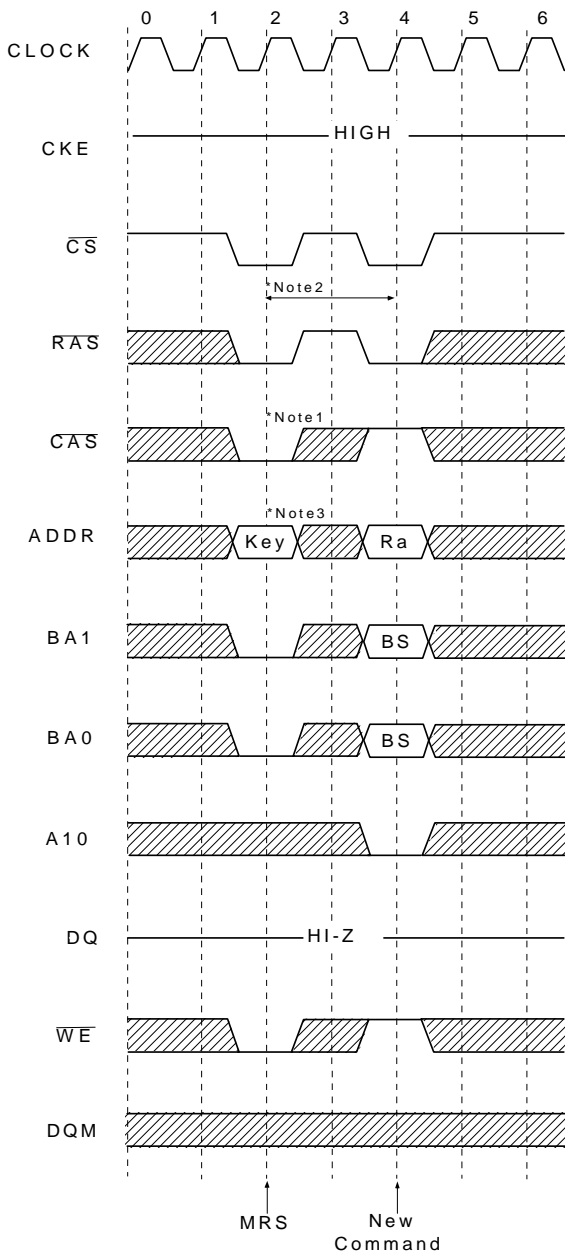 0 1 2 3 4 5 6
CLOCK
HIGH
CKE
CS
*Note2
RAS
*Note1
CAS
*Note3
ADDR Key Ra
BA1 BS
BA0 BS
A10
DQ HI-Z
WE
DQM
MRS New
Command